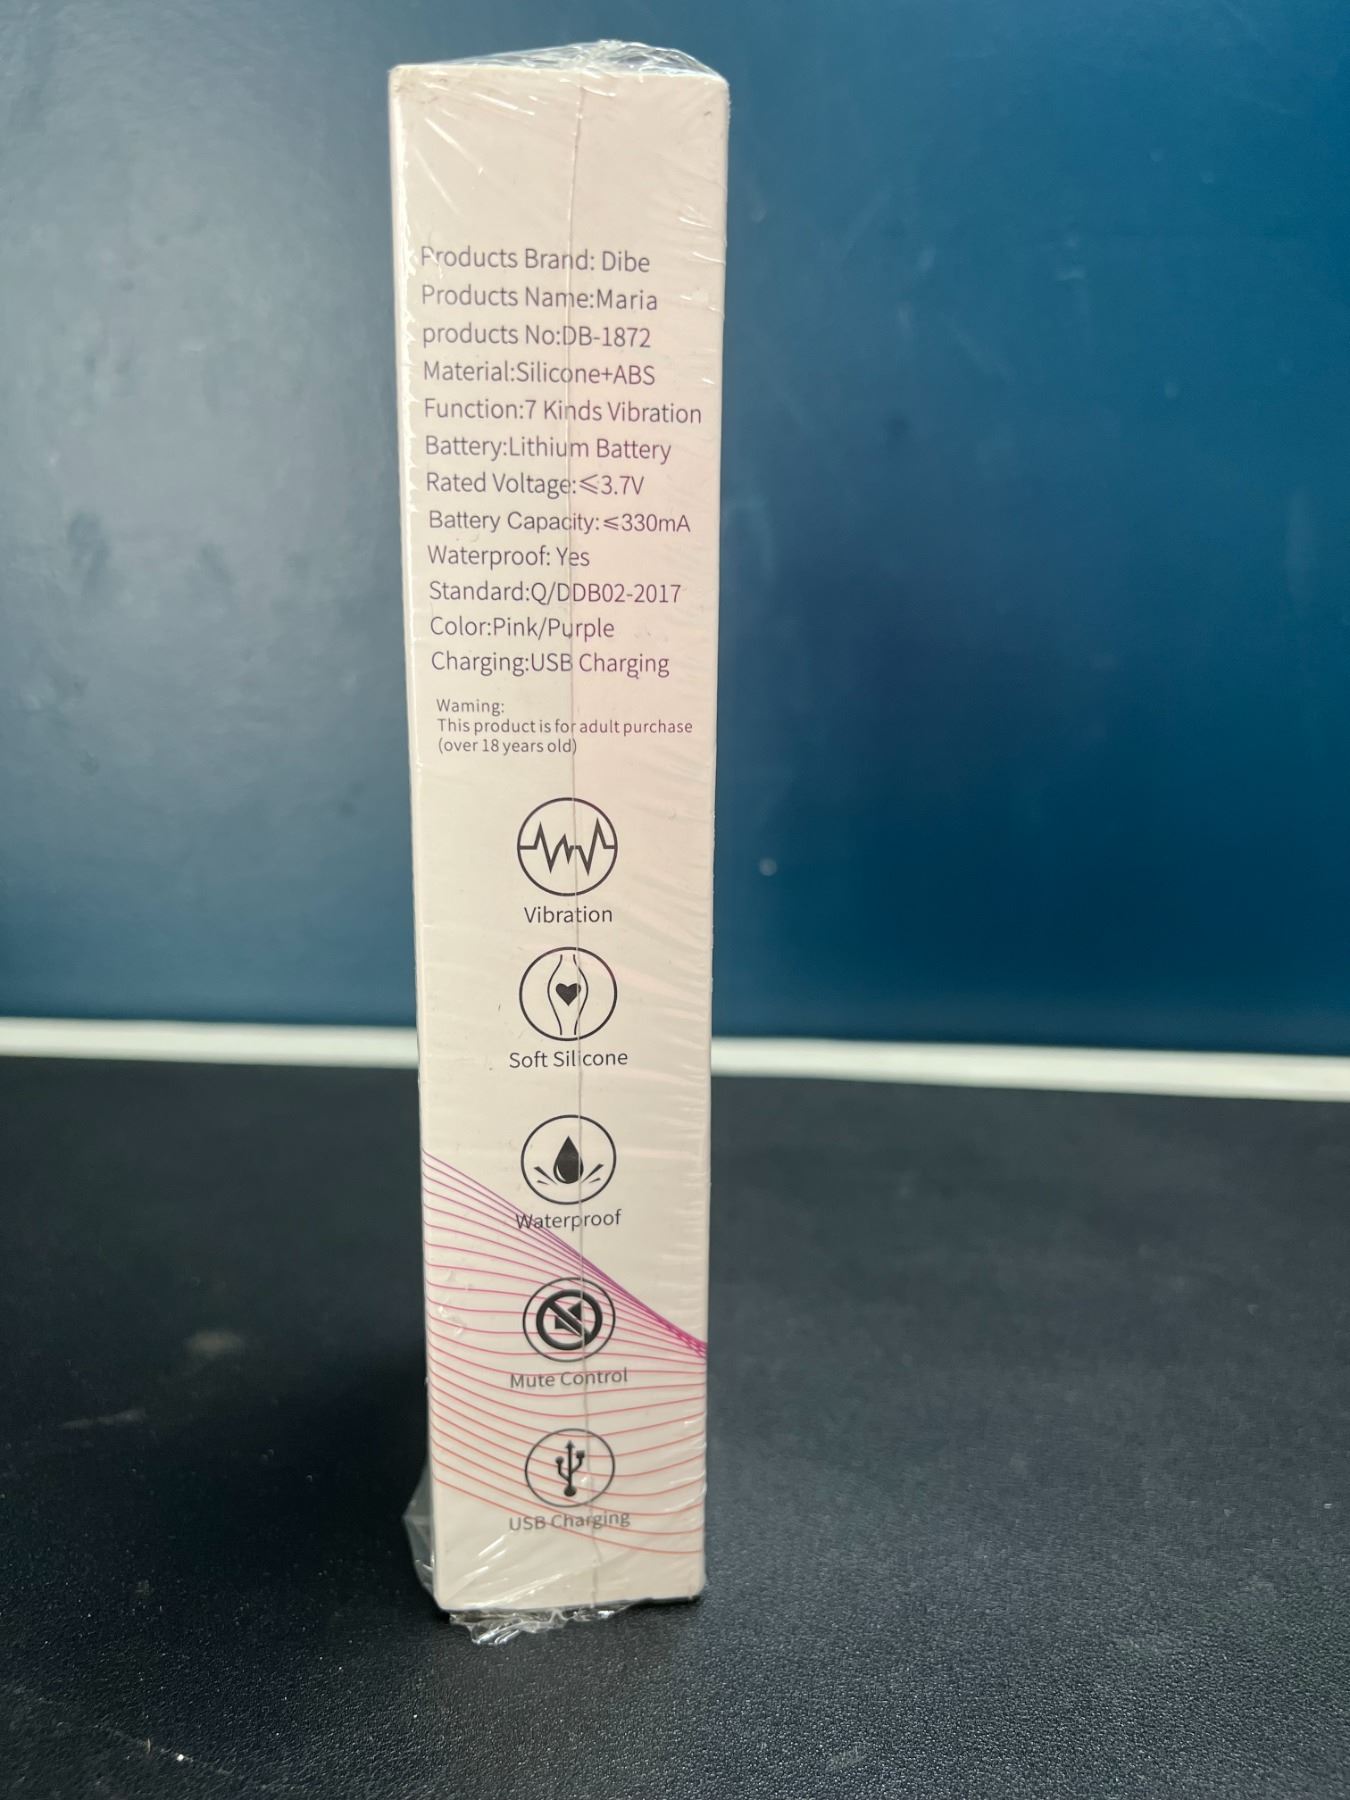 Products Brand: Dibe
Products Name:Maria
products No:DB-1872
Material:Silicone+ABS
Function:7 Kinds Vibration
Battery:Lithium Battery
Rated Voltage:⩽3.7V
Battery Capacity:⩽330mA
Waterproof: Yes
Standard:Q/DDB02-2017
Color:Pink/Purple
Charging:USB Charging
Waming:
This product is for adult purchase
(over 18 years old)
Vibration
Soft Silicone
Waterproof
Mute Control
USB Charging